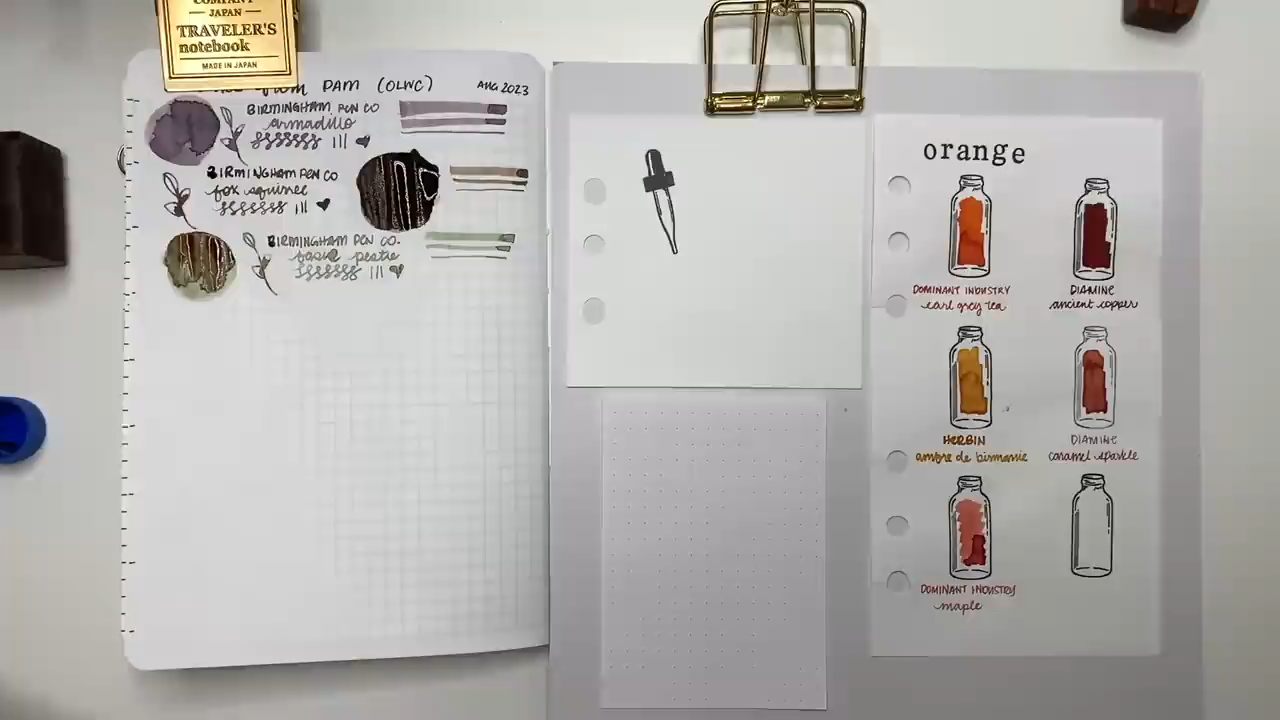 COMPANY
JAPAN
TRAVELER'S
notebook
MADE IN JAPAN
from PAM (OLWC)
AUG 2023
BIRMINGHAM PEN CO
armadillo
BIRMINGHAM PEN CO
fox squirrel
BIRMINGHAM PEN CO.
orange
DOMINANT INDUSTRY
earl grey tea
DIAMINE
ancient copper
HERBIN
ambre de birmanie
DIAMINE
caramel sparkle
DOMINANT INDUSTRY
maple